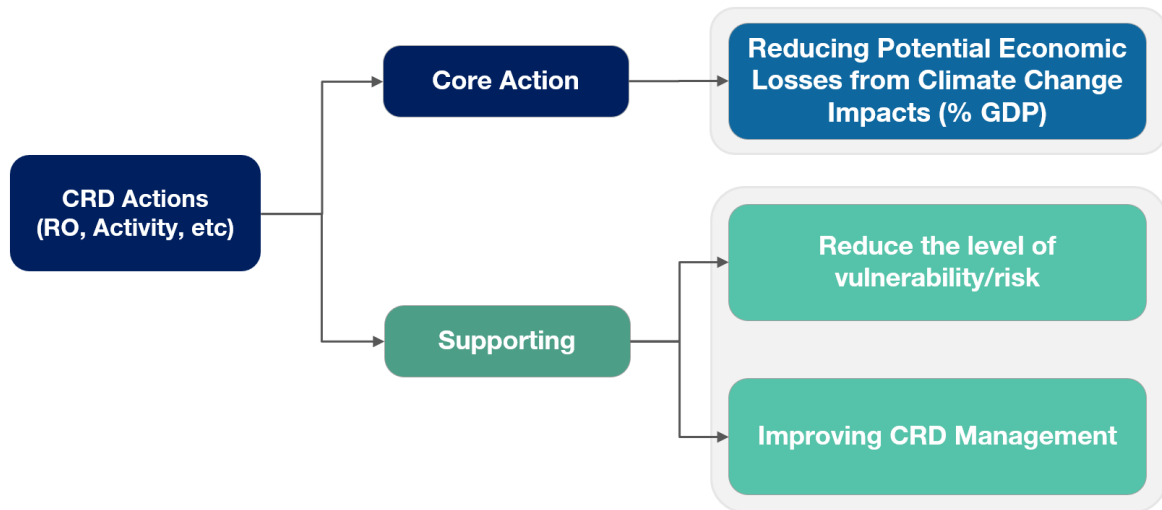 Reducing Potential Economic
Losses from Climate Change
Impacts (% GDP)
Core Action
CRD Actions
(RO, Activity, etc)
Reduce the level of
vulnerability/risk
Supporting
Improving CRD Management